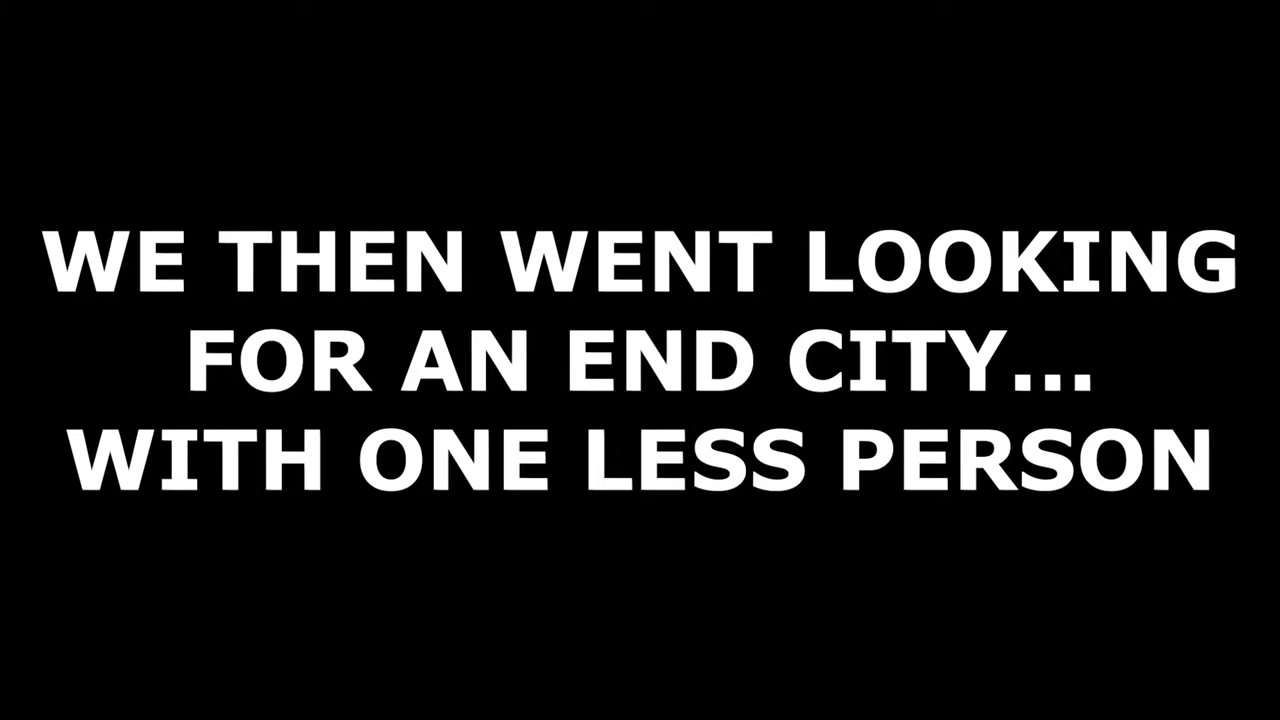 WE THEN WENT LOOKING
FOR AN END CITY...
WITH ONE LESS PERSON